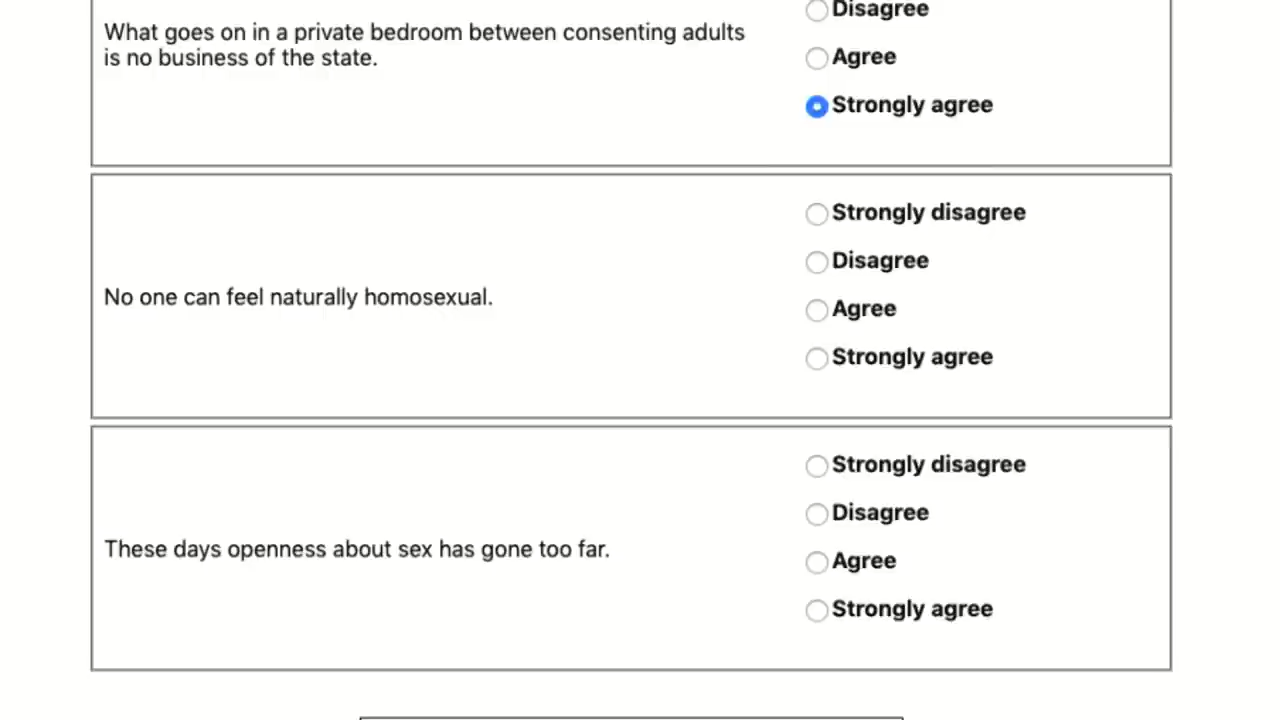 Disagree
What goes on in a private bedroom between consenting adults
is no business of the state.
Agree
Strongly agree
Strongly disagree
Disagree
No one can feel naturally homosexual.
Agree
Strongly agree
Strongly disagree
Disagree
These days openness about sex has gone too far.
Agree
Strongly agree